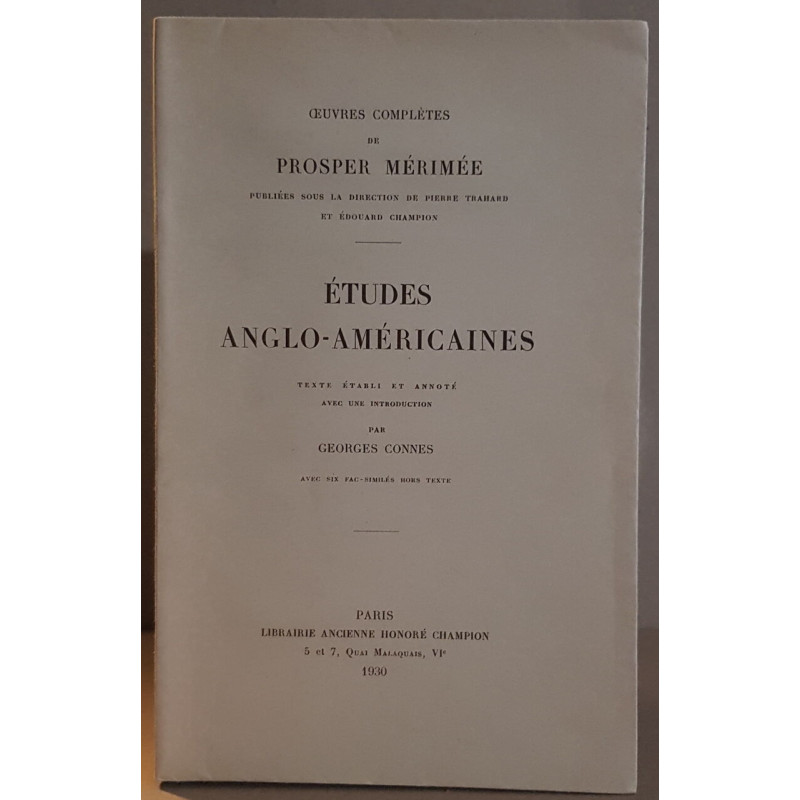 ŒUVRES COMPLÈTES
DE
PROSPER MÉRIMÉE
PUBLIÉES SOUS LA DIRECTION DE PIERRE TRAHARD
ET ÉDOUARD CHAMPION
ÉTUDES
ANGLO-AMÉRICAINES
TEXTE ÉTABLI ET ANNOTÉ
AVEC UNE INTRODUCTION
PAR
GEORGES CONNES
AVEC SIX FAC-SIMILÉS HORS TEXTE
PARIS
LIBRAIRIE ANCIENNE HONORÉ CHAMPION
5 et 7, QUAI MALAQUAIS, VIᵉ
1930